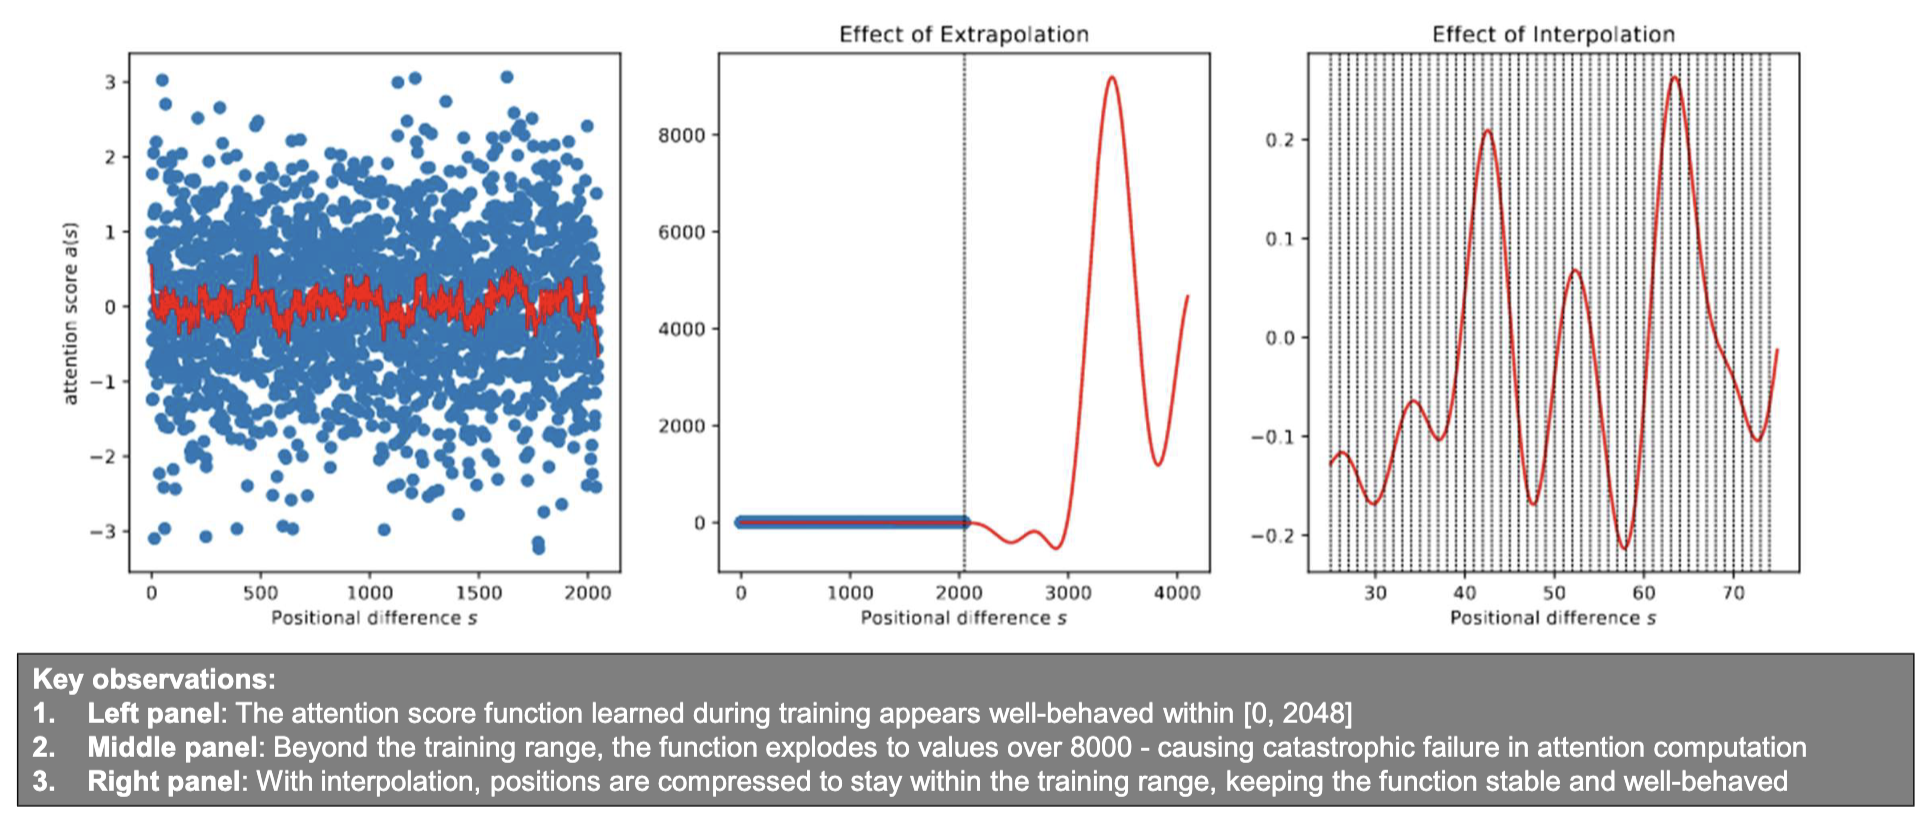 Effect of Extrapolation
Effect of Interpolation
attention score a(s)
3
2
1
0
−1
−2
−3
0 500 1000 1500 2000
Positional difference s
8000
6000
4000
2000
0
0 1000 2000 3000 4000
Positional difference s
0.2
0.1
0.0
−0.1
−0.2
30 40 50 60 70
Positional difference s
Key observations:
1. Left panel: The attention score function learned during training appears well-behaved within [0, 2048]
2. Middle panel: Beyond the training range, the function explodes to values over 8000 - causing catastrophic failure in attention computation
3. Right panel: With interpolation, positions are compressed to stay within the training range, keeping the function stable and well-behaved